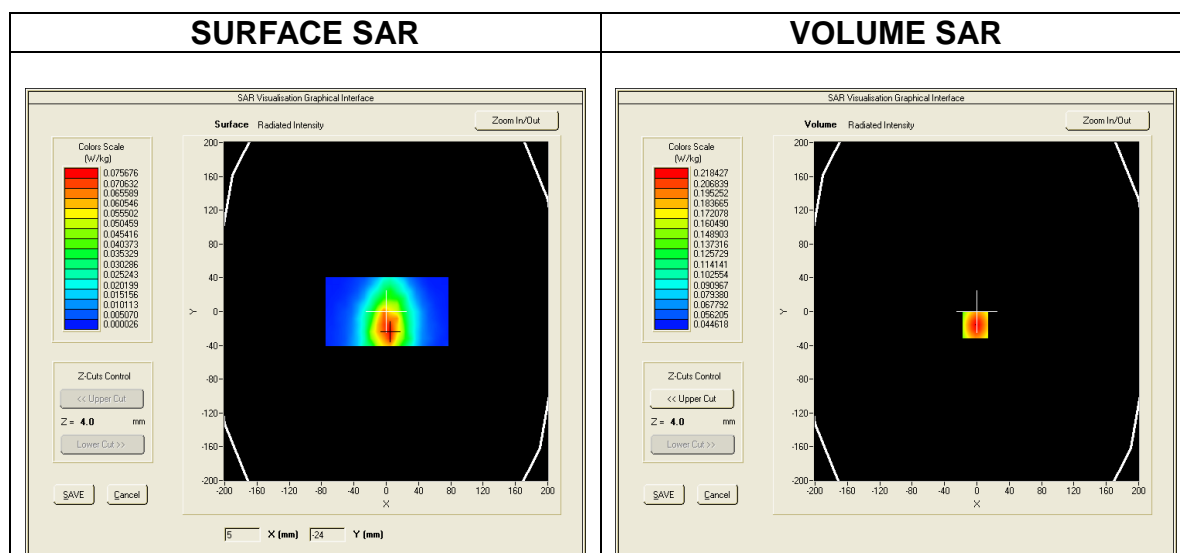 SURFACE SAR
VOLUME SAR
SAR Visualisation Graphical Interface
Surface Radiated Intensity
Zoom In/Out
Colors Scale
(W/kg)
0.075676
0.070632
0.065589
0.060546
0.055502
0.050459
0.045416
0.040373
0.035329
0.030286
0.025243
0.020199
0.015156
0.010113
0.005070
0.000026
Z-Cuts Control
<< Upper Cut
Z = 4.0 mm
Lower Cut >>
SAVE Cancel
200
160
120
80
40
0
-40
-80
-120
-160
-200
Y
-200 -160 -120 -80 -40 0 40 80 120 160 200
X
5 X (mm) -24 Y (mm)
SAR Visualisation Graphical Interface
Volume Radiated Intensity
Zoom In/Out
Colors Scale
(W/kg)
0.218427
0.206839
0.195252
0.183665
0.172078
0.160490
0.148903
0.137316
0.125729
0.114141
0.102554
0.090967
0.079380
0.067792
0.056205
0.044618
Z-Cuts Control
<< Upper Cut
Z = 4.0 mm
Lower Cut >>
SAVE Cancel
200
160
120
80
40
0
-40
-80
-120
-160
-200
Y
-200 -160 -120 -80 -40 0 40 80 120 160 200
X